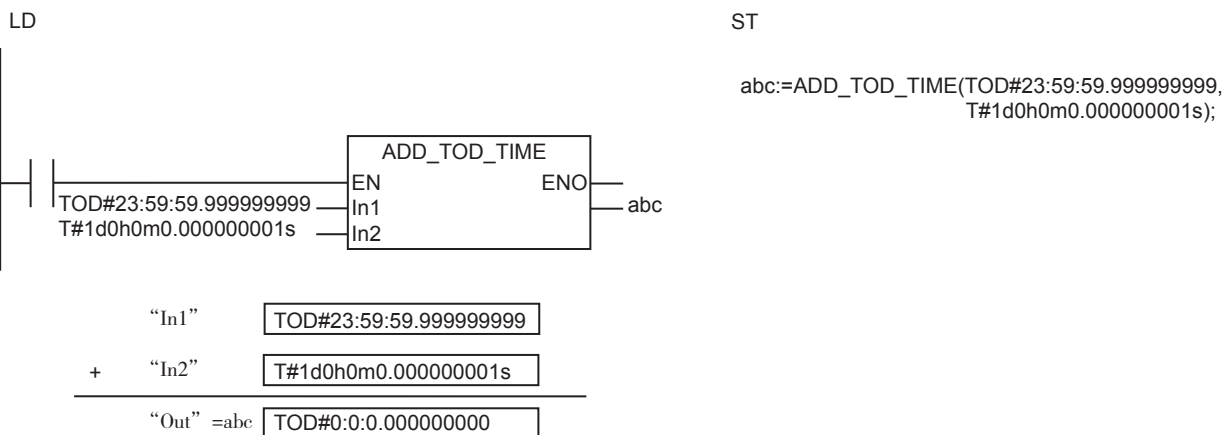 LD
ST
abc:=ADD_TOD_TIME(TOD#23:59:59.999999999,
T#1d0h0m0.000000001s);
ADD_TOD_TIME
EN ENO
TOD#23:59:59.999999999 In1 abc
T#1d0h0m0.000000001s In2
“In1” TOD#23:59:59.999999999
+ “In2” T#1d0h0m0.000000001s
“Out” =abc TOD#0:0:0.000000000